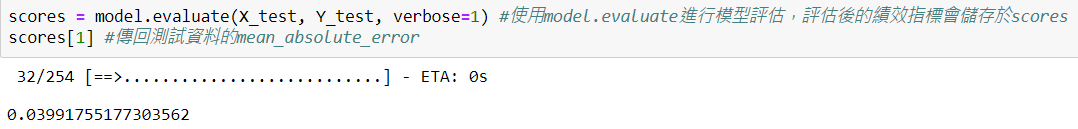 scores = model.evaluate(X_test, Y_test, verbose=1) #使用model.evaluate進行模型評估，評估後的績效指標會儲存於scores
scores[1] #傳回測試資料的mean_absolute_error
32/254 [==>...........................] - ETA: 0s
0.03991755177303562